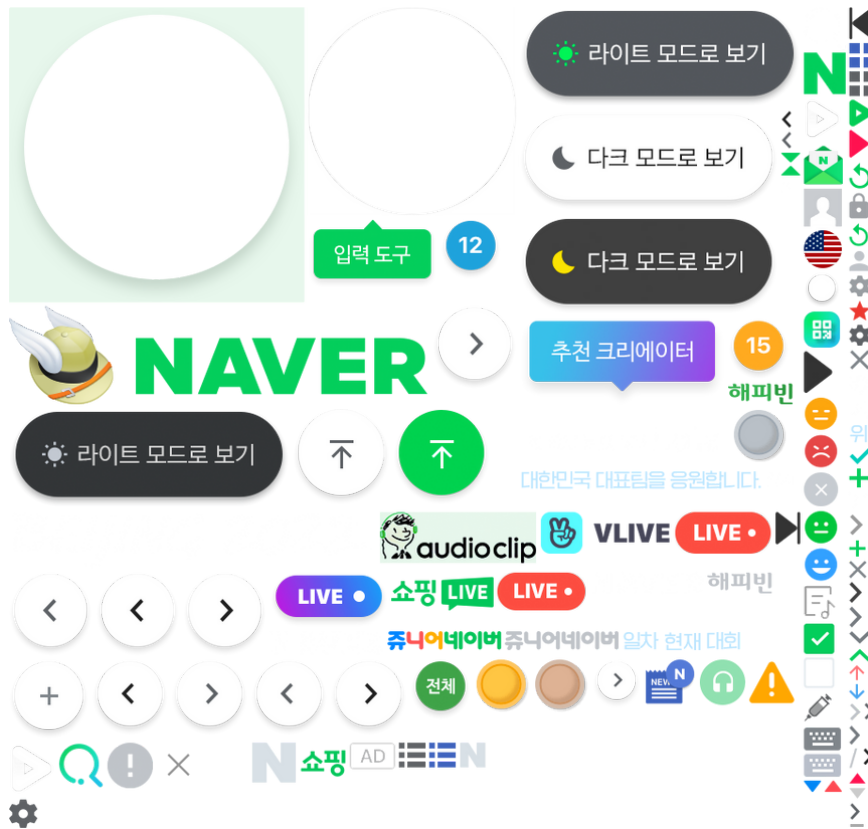 라이트 모드로 보기
N
다크 모드로 보기
N
입력 도구
12
다크 모드로 보기
NAVER
추천 크리에이터
15
해피빈
라이트 모드로 보기
대한민국 대표팀을 응원합니다.
위
audioclip
VLIVE
LIVE
LIVE
쇼핑 LIVE
LIVE
해피빈
쥬니어네이버
쥬니어네이버
일차 현재 대회
전체
NEW
N
N
쇼핑
AD
N